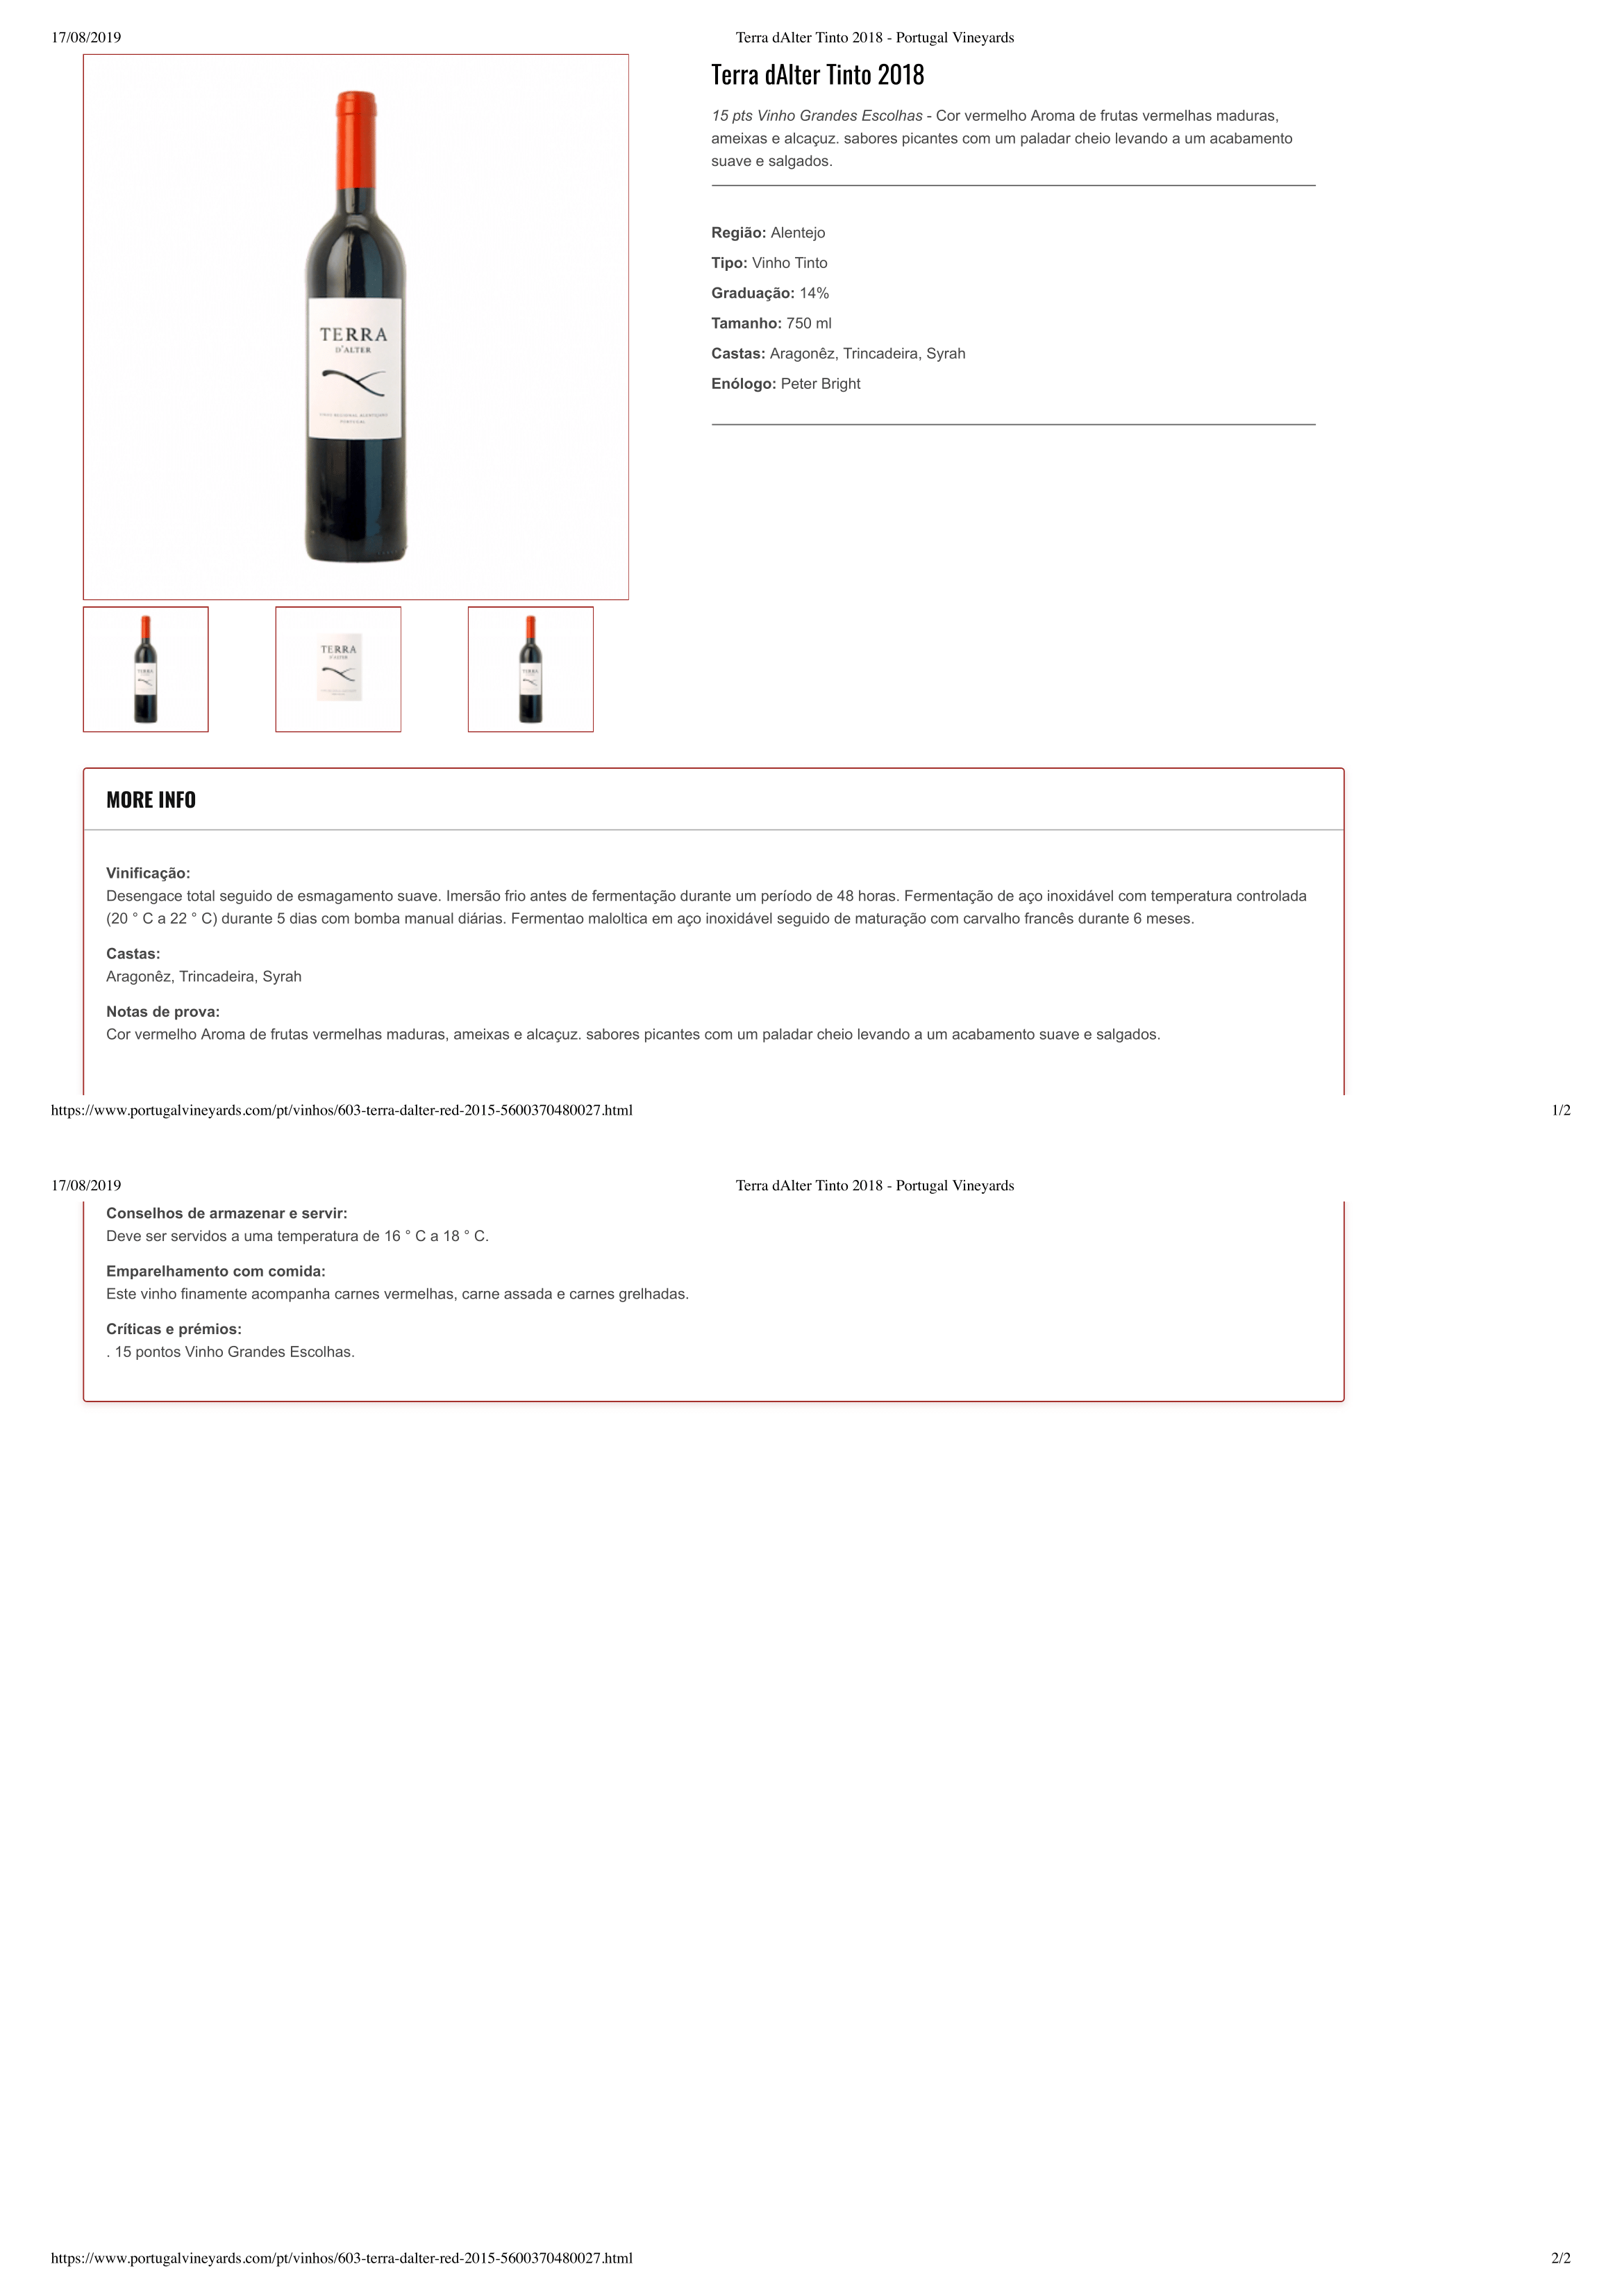 17/08/2019
Terra dAlter Tinto 2018 - Portugal Vineyards
TERRA
D'ALTER
VINHO REGIONAL ALENTEJANO
PORTUGAL
TERRA
TERRA
D'ALTER
TERRA
Terra dAlter Tinto 2018
15 pts Vinho Grandes Escolhas - Cor vermelho Aroma de frutas vermelhas maduras,
ameixas e alcaçuz. sabores picantes com um paladar cheio levando a um acabamento
suave e salgados.
Região: Alentejo
Tipo: Vinho Tinto
Graduação: 14%
Tamanho: 750 ml
Castas: Aragonêz, Trincadeira, Syrah
Enólogo: Peter Bright
MORE INFO
Vinificação:
Desengace total seguido de esmagamento suave. Imersão frio antes de fermentação durante um período de 48 horas. Fermentação de aço inoxidável com temperatura controlada
(20 ° C a 22 ° C) durante 5 dias com bomba manual diárias. Fermentao maloltica em aço inoxidável seguido de maturação com carvalho francês durante 6 meses.
Castas:
Aragonêz, Trincadeira, Syrah
Notas de prova:
Cor vermelho Aroma de frutas vermelhas maduras, ameixas e alcaçuz. sabores picantes com um paladar cheio levando a um acabamento suave e salgados.
https://www.portugalvineyards.com/pt/vinhos/603-terra-dalter-red-2015-5600370480027.html
1/2
17/08/2019
Terra dAlter Tinto 2018 - Portugal Vineyards
Conselhos de armazenar e servir:
Deve ser servidos a uma temperatura de 16 ° C a 18 ° C.
Emparelhamento com comida:
Este vinho finamente acompanha carnes vermelhas, carne assada e carnes grelhadas.
Críticas e prémios:
. 15 pontos Vinho Grandes Escolhas.
https://www.portugalvineyards.com/pt/vinhos/603-terra-dalter-red-2015-5600370480027.html
2/2